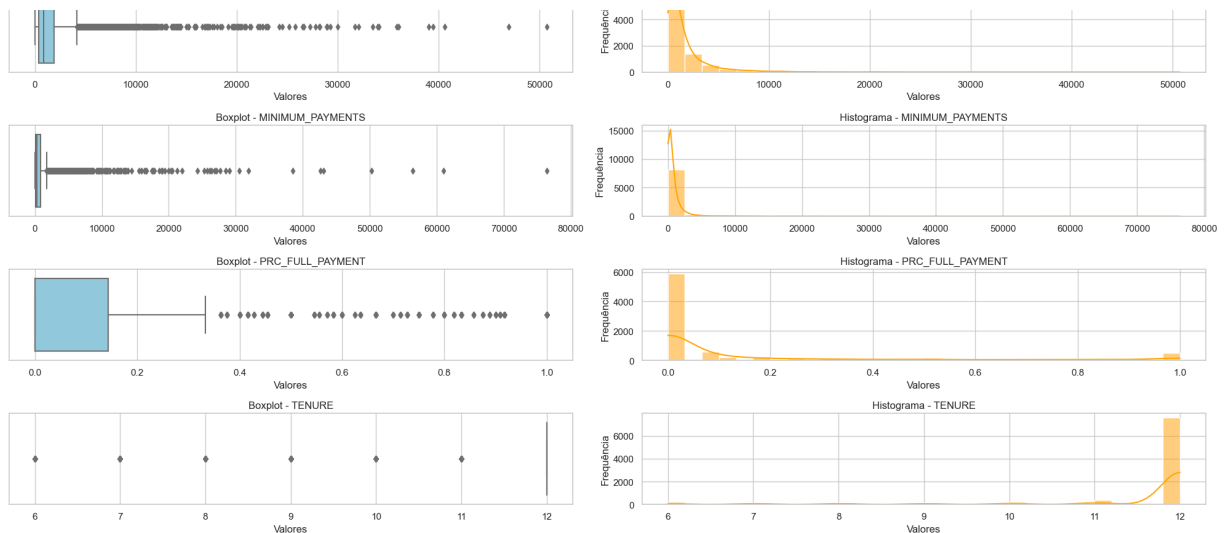 4000
2000
0
Frequência
0 10000 20000 30000 40000 50000
Valores
0 10000 20000 30000 40000 50000
Valores
Boxplot - MINIMUM_PAYMENTS
Histograma - MINIMUM_PAYMENTS
15000
10000
5000
0
Frequência
0 10000 20000 30000 40000 50000 60000 70000 80000
Valores
0 10000 20000 30000 40000 50000 60000 70000 80000
Valores
Boxplot - PRC_FULL_PAYMENT
Histograma - PRC_FULL_PAYMENT
6000
4000
2000
0
Frequência
0.0 0.2 0.4 0.6 0.8 1.0
Valores
0.0 0.2 0.4 0.6 0.8 1.0
Valores
Boxplot - TENURE
Histograma - TENURE
6000
4000
2000
0
Frequência
6 7 8 9 10 11 12
Valores
6 7 8 9 10 11 12
Valores